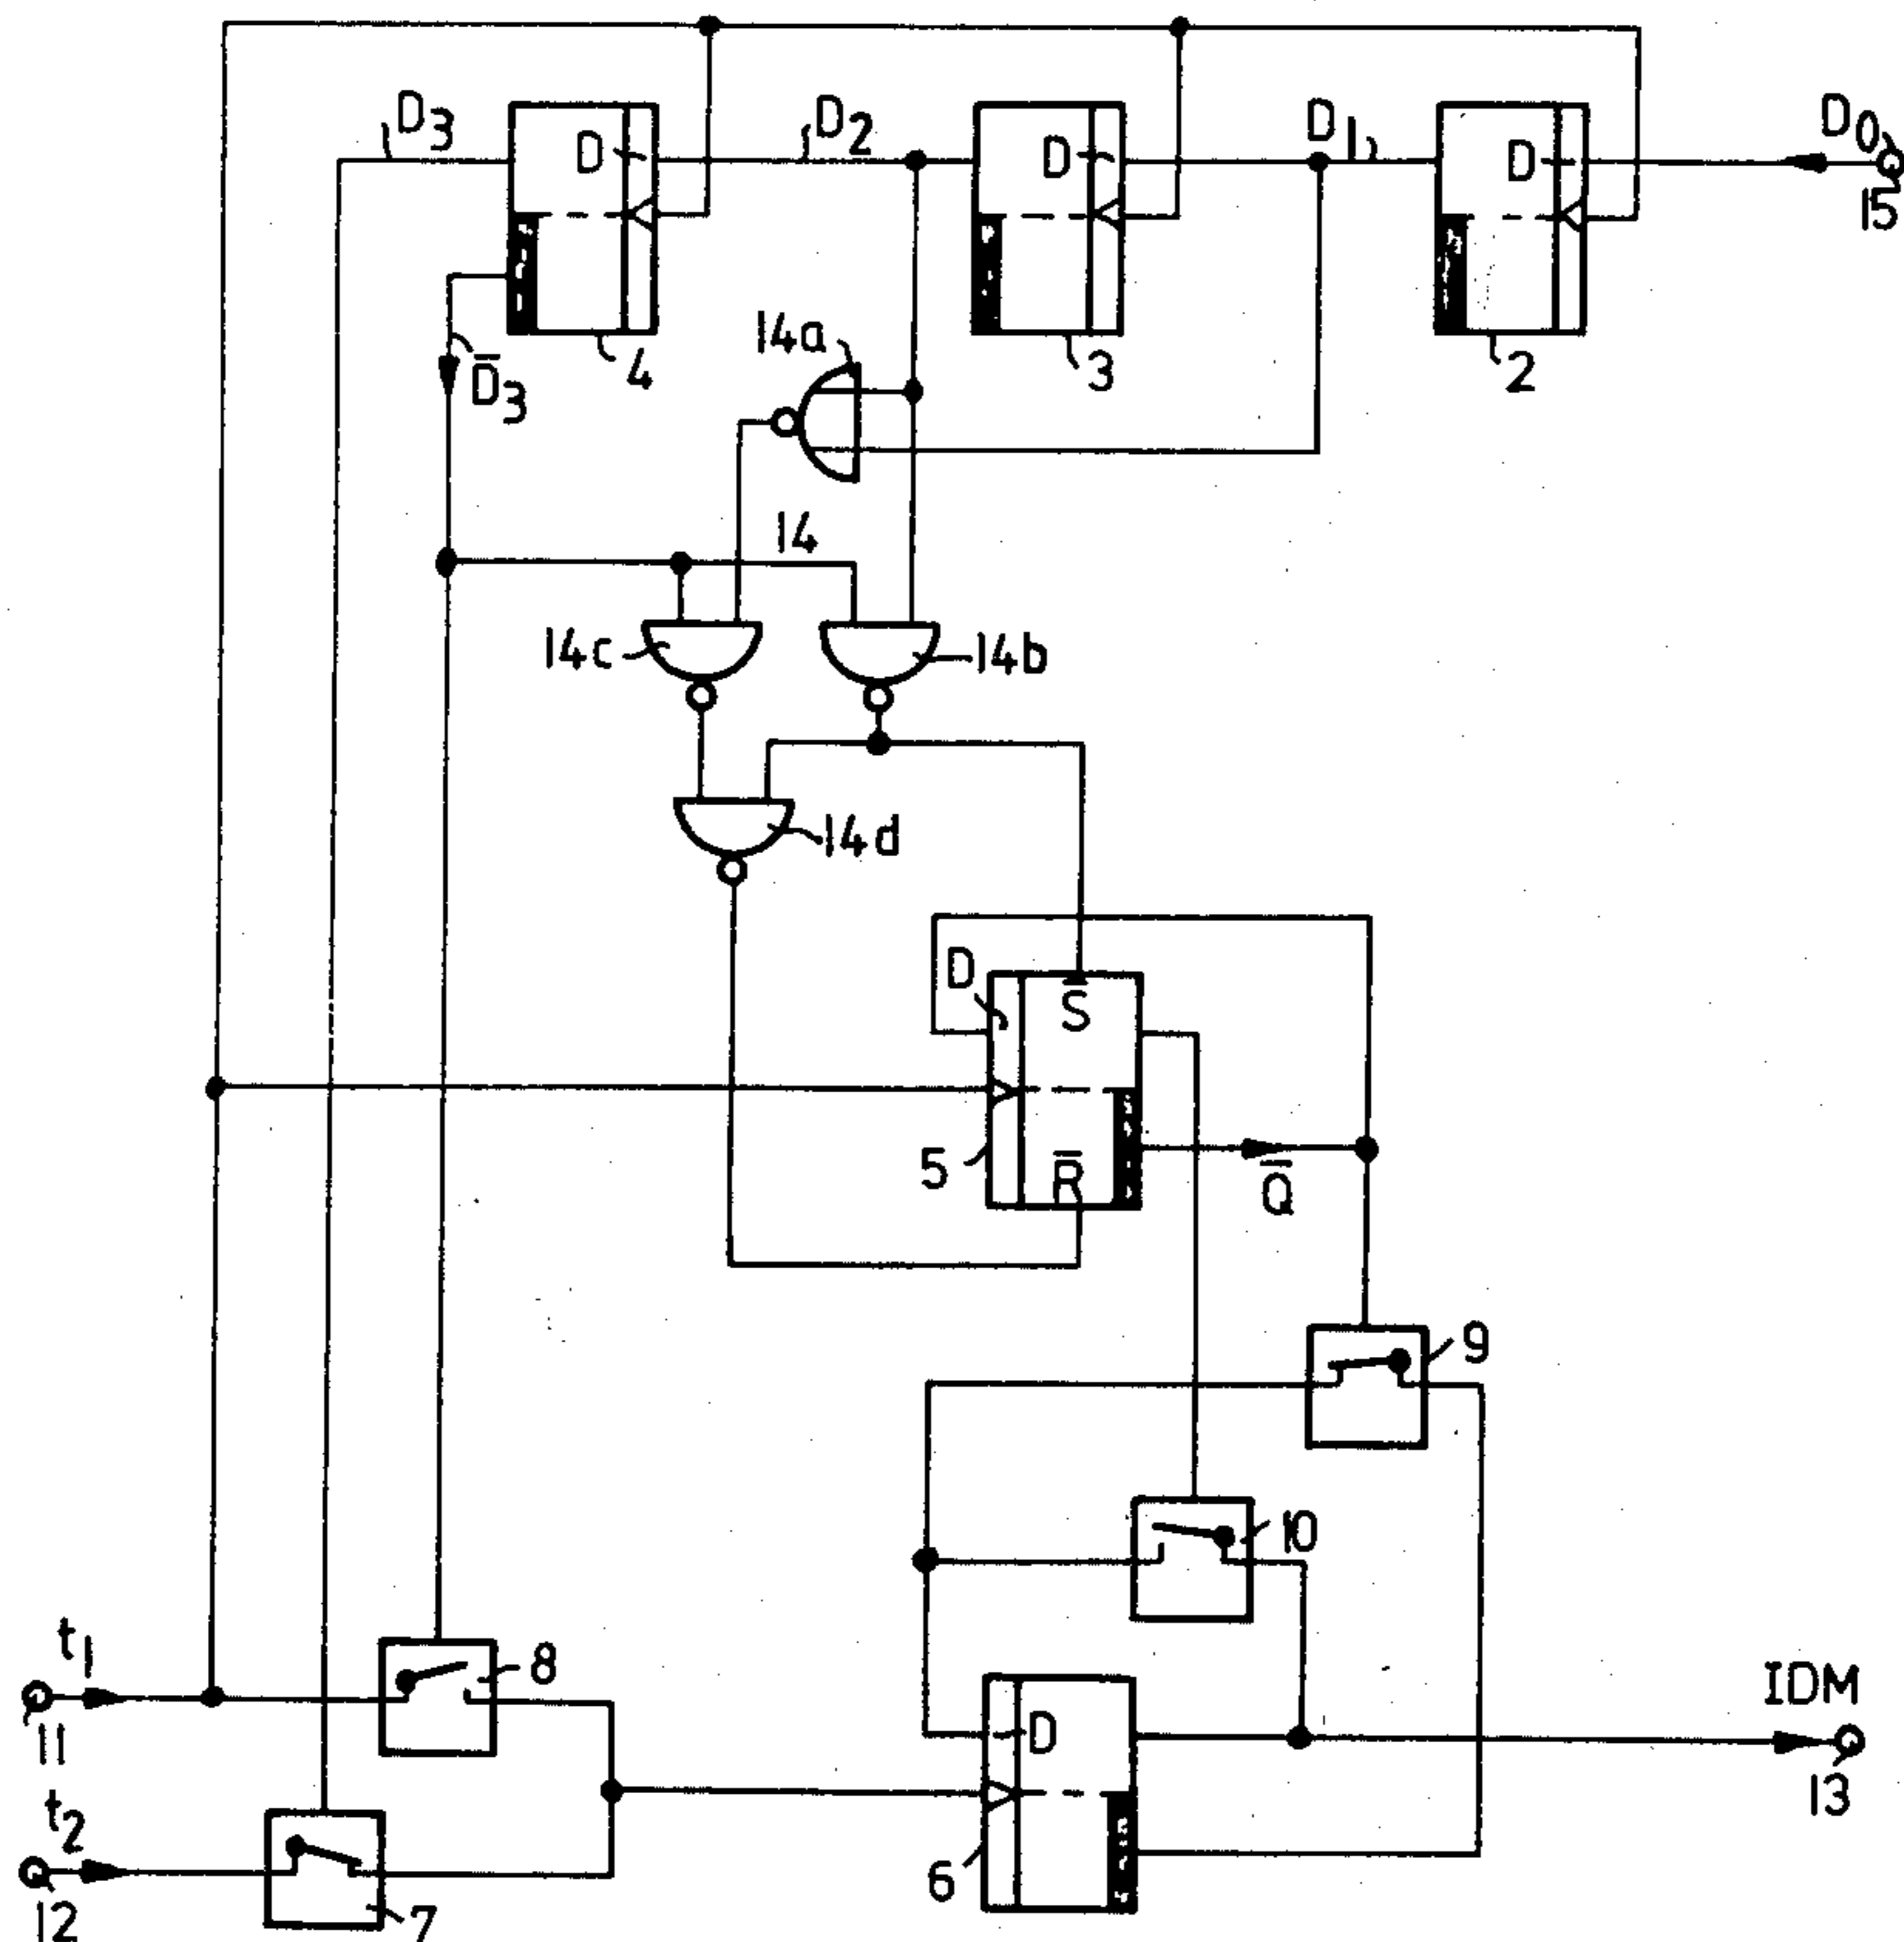 D₃
D
D₂
D
D₁
D
D₀
15
14a
4
3
2
D̅₃
14
14c
14b
14d
D
S̅
5
R̅
Q̅
9
10
t₁
8
IDM
11
D
t₂
13
6
12
7